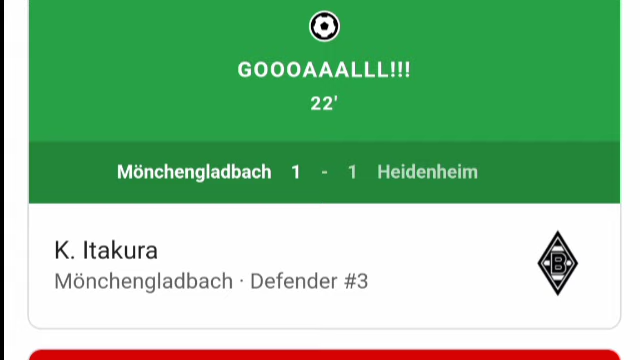 GOOOAAALLL!!!
22'
Mönchengladbach 1 - 1 Heidenheim
K. Itakura
Mönchengladbach · Defender #3
B